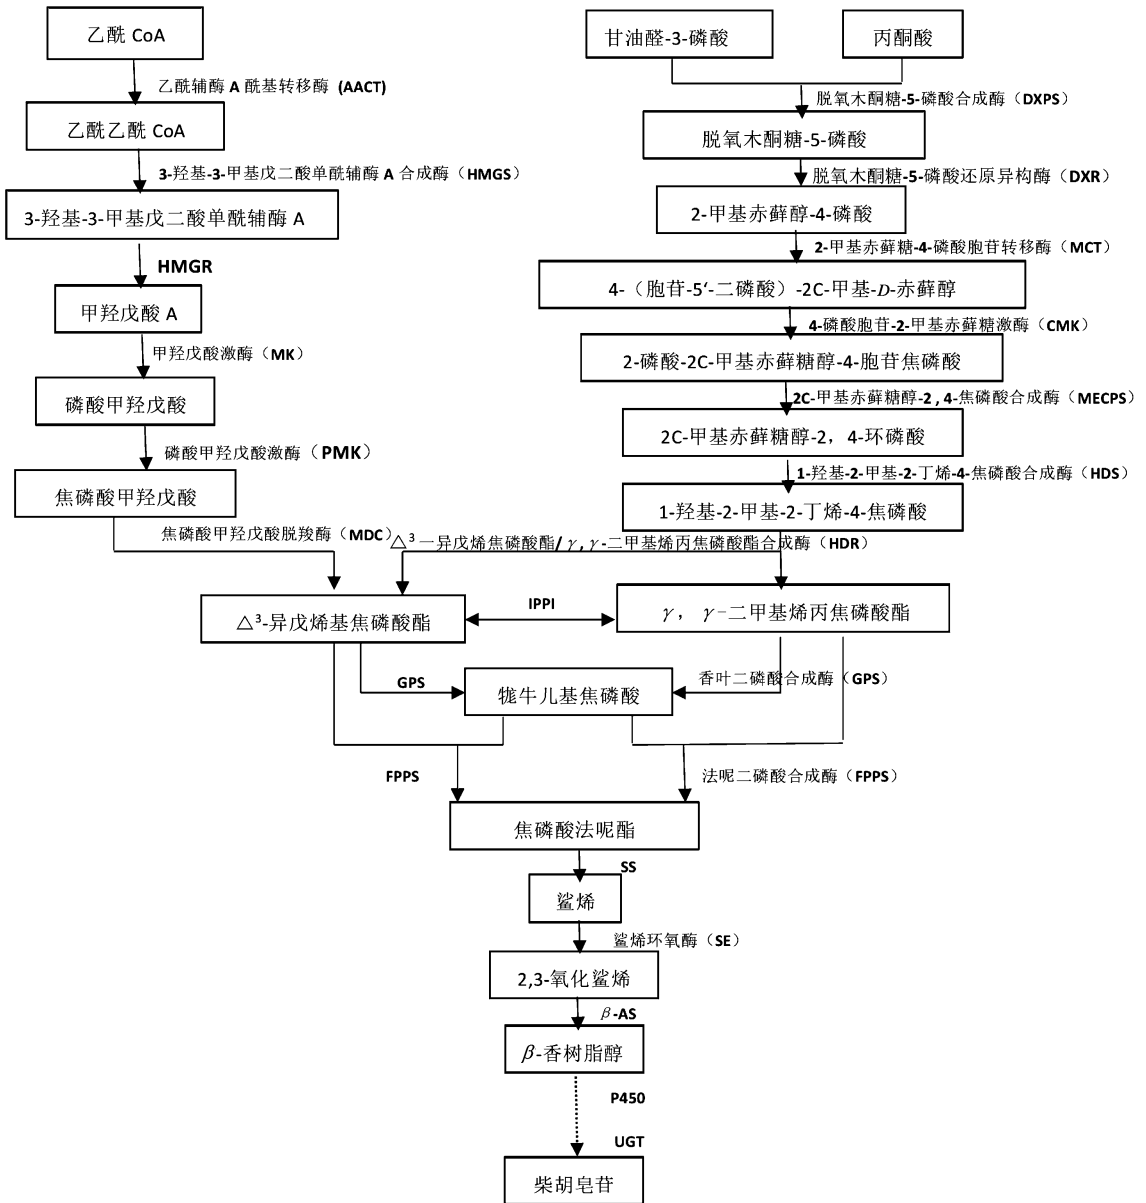 乙酰 CoA
甘油醛-3-磷酸
丙酮酸
乙酰辅酶 A 酰基转移酶 (AACT)
脱氧木酮糖-5-磷酸合成酶（DXPS）
乙酰乙酰 CoA
脱氧木酮糖-5-磷酸
3-羟基-3-甲基戊二酸单酰辅酶 A 合成酶（HMGS）
脱氧木酮糖-5-磷酸还原异构酶（DXR）
3-羟基-3-甲基戊二酸单酰辅酶 A
2-甲基赤藓醇-4-磷酸
HMGR
2-甲基赤藓糖-4-磷酸胞苷转移酶（MCT）
甲羟戊酸 A
4-（胞苷-5‘-二磷酸）-2C-甲基-D-赤藓醇
甲羟戊酸激酶（MK）
4-磷酸胞苷-2-甲基赤藓糖激酶（CMK）
磷酸甲羟戊酸
2-磷酸-2C-甲基赤藓糖醇-4-胞苷焦磷酸
2C-甲基赤藓糖醇-2，4-焦磷酸合成酶（MECPS）
磷酸甲羟戊酸激酶（PMK）
2C-甲基赤藓糖醇-2，4-环磷酸
焦磷酸甲羟戊酸
1-羟基-2-甲基-2-丁烯-4-焦磷酸合成酶（HDS）
1-羟基-2-甲基-2-丁烯-4-焦磷酸
焦磷酸甲羟戊酸脱羧酶（MDC）
△³一异戊烯焦磷酸酯/γ,γ-二甲基烯丙焦磷酸酯合成酶（HDR）
△³-异戊烯基焦磷酸酯
IPPI
γ，γ-二甲基烯丙焦磷酸酯
GPS
牻牛儿基焦磷酸
香叶二磷酸合成酶（GPS）
FPPS
法呢二磷酸合成酶（FPPS）
焦磷酸法呢酯
SS
鲨烯
鲨烯环氧酶（SE）
2,3-氧化鲨烯
β-AS
β-香树脂醇
P450
UGT
柴胡皂苷